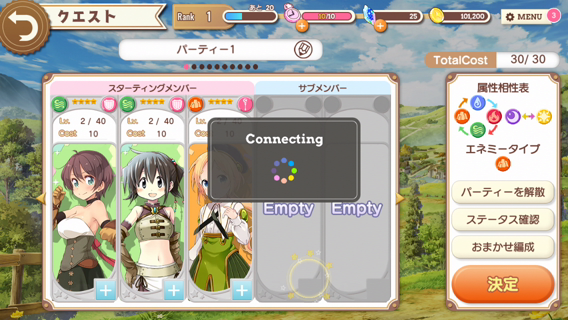 クエスト
Rank 1
あと 20
10/10
25
101,200
MENU 3
パーティー1
TotalCost 30/30
スターティングメンバー
サブメンバー
Lv. 2 / 40
Cost 10
Lv. 2 / 40
Cost 10
Lv. 2 / 40
Cost 10
Connecting
Empty
Empty
属性相性表
エネミータイプ
パーティーを解散
ステータス確認
おまかせ編成
決定